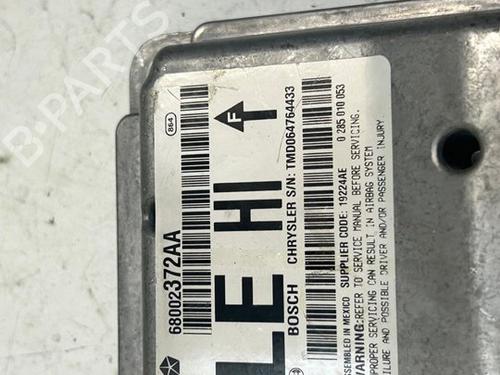 864
68002372AA
LE HI
F
BOSCH CHRYSLER S/N: TMD064764433
ASSEMBLED IN MEXICO SUPPLIER CODE: 19224AE 0 285 010 053
WARNING:REFER TO SERVICE MANUAL BEFORE SERVICING.
PROPER SERVICING CAN RESULT IN AIRBAG SYSTEM
FAILURE AND POSSIBLE DRIVER AND/OR PASSENGER INJURY.
B-PARTS